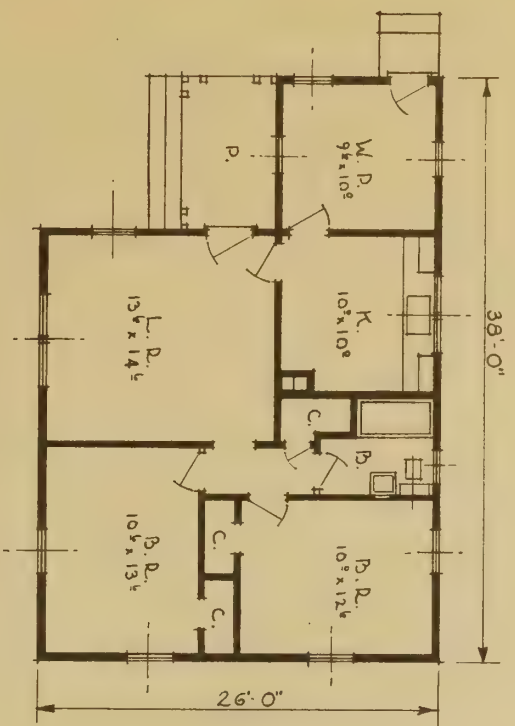 W. P.
9⁶ x 10⁰
P.
38'-0"
K.
10⁰ x 10⁰
L. R.
13⁶ x 14⁶
C.
B.
B. R.
10⁶ x 13⁶
C.
C.
B. R.
10⁰ x 12⁶
26'-0"